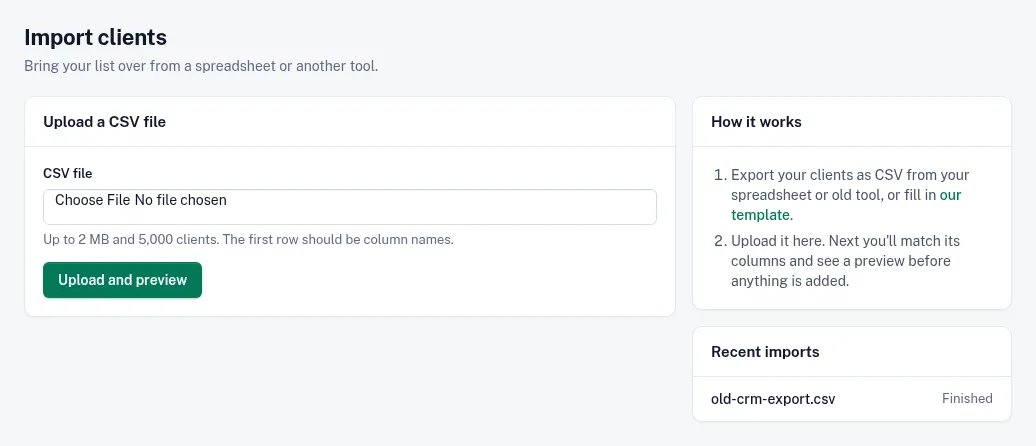 Import clients
Bring your list over from a spreadsheet or another tool.
Upload a CSV file
CSV file
Choose File No file chosen
Up to 2 MB and 5,000 clients. The first row should be column names.
Upload and preview
How it works
1. Export your clients as CSV from your
spreadsheet or old tool, or fill in our
template.
2. Upload it here. Next you'll match its
columns and see a preview before
anything is added.
Recent imports
old-crm-export.csv Finished